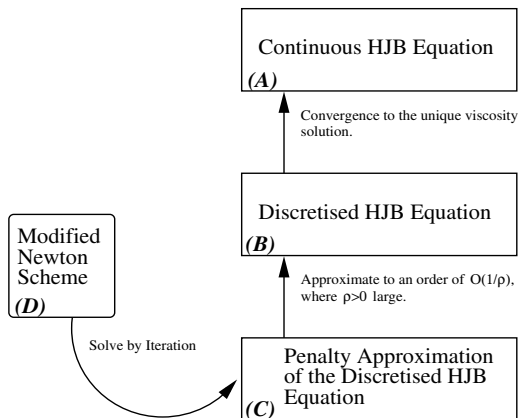 Continuous HJB Equation
(A)
Convergence to the unique viscosity
solution.
Discretised HJB Equation
(B)
Modified
Newton
Scheme
(D)
Approximate to an order of O(1/ρ),
where ρ>0 large.
Solve by Iteration
Penalty Approximation
of the Discretised HJB
Equation
(C)